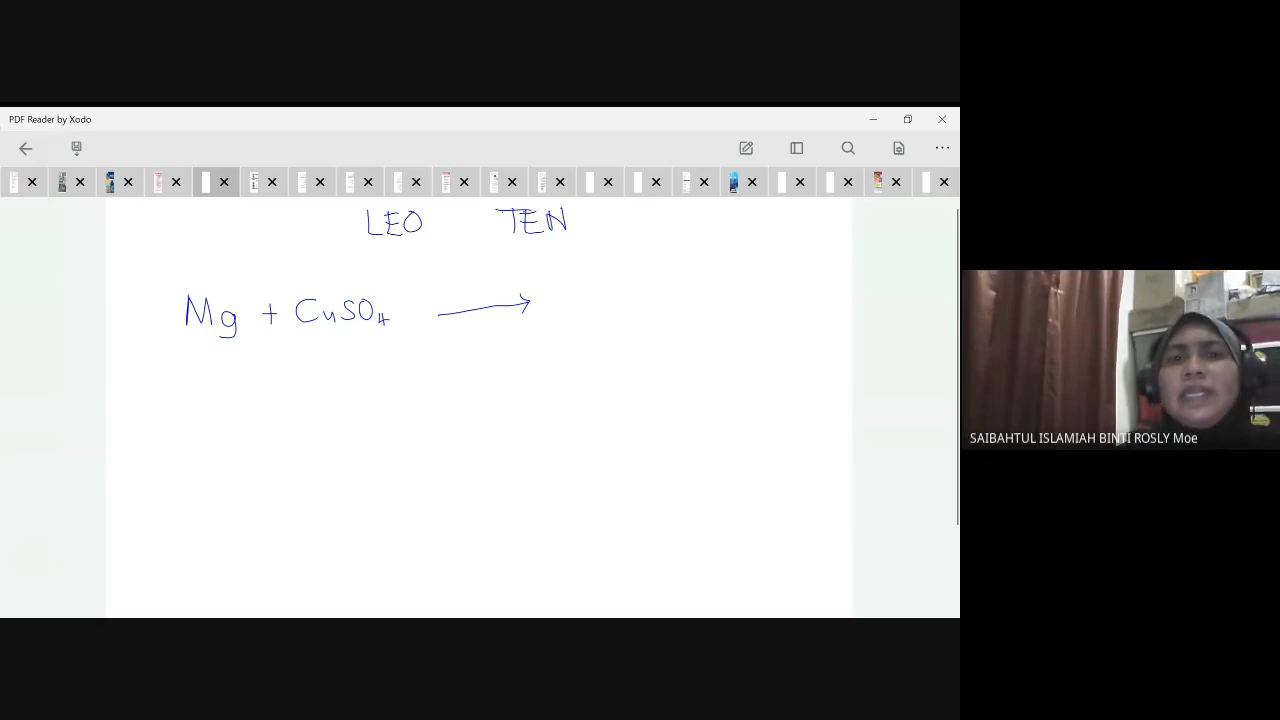 PDF Reader by Xodo
LEO TEN
Mg + CuSO₄ →
SAIBAHTUL ISLAMIAH BINTI ROSLY Moe